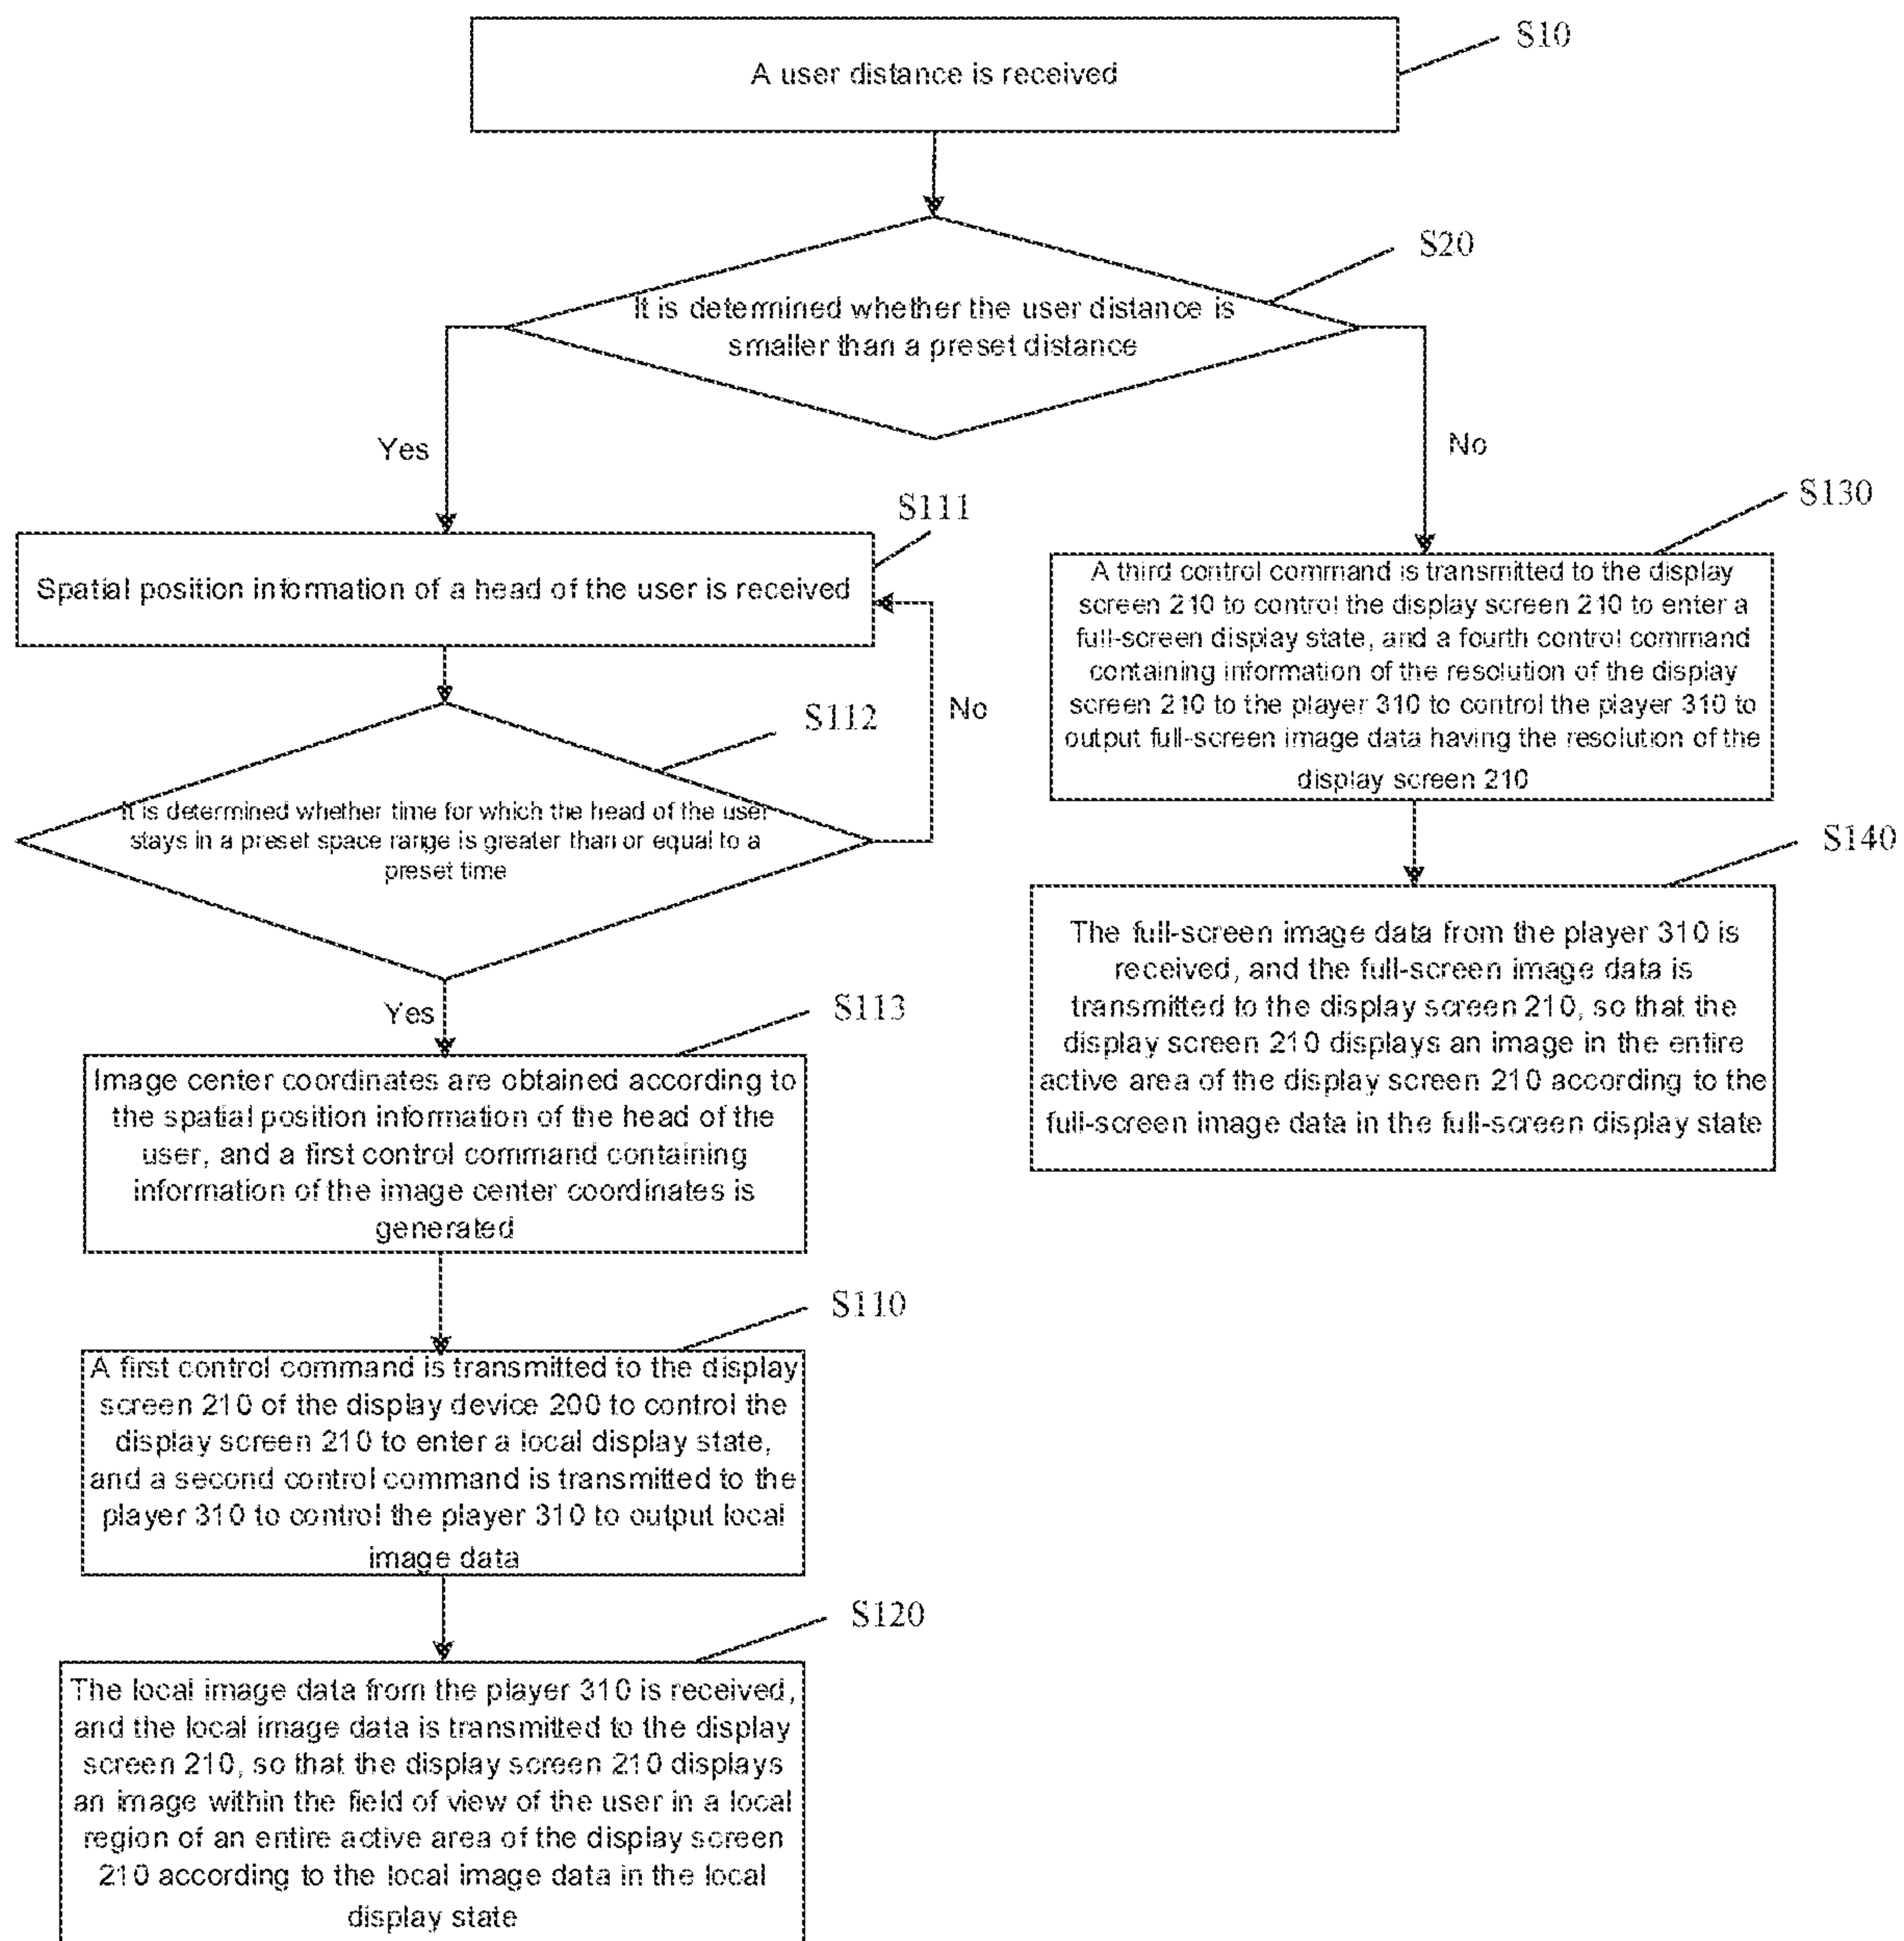 S10
A user distance is received
S20
It is determined whether the user distance is
smaller than a preset distance
Yes
No
S111
Spatial position information of a head of the user is received
S130
A third control command is transmitted to the display
screen 210 to control the display screen 210 to enter a
full-screen display state, and a fourth control command
containing information of the resolution of the display
screen 210 to the player 310 to control the player 310 to
output full-screen image data having the resolution of the
display screen 210
S112
No
It is determined whether time for which the head of the user
stays in a preset space range is greater than or equal to a
preset time
S140
The full-screen image data from the player 310 is
received, and the full-screen image data is
transmitted to the display screen 210, so that the
display screen 210 displays an image in the entire
active area of the display screen 210 according to the
full-screen image data in the full-screen display state
Yes
S113
Image center coordinates are obtained according to
the spatial position information of the head of the
user, and a first control command containing
information of the image center coordinates is
generated
S110
A first control command is transmitted to the display
screen 210 of the display device 200 to control the
display screen 210 to enter a local display state,
and a second control command is transmitted to the
player 310 to control the player 310 to output local
image data
S120
The local image data from the player 310 is received,
and the local image data is transmitted to the display
screen 210, so that the display screen 210 displays
an image within the field of view of the user in a local
region of an entire active area of the display screen
210 according to the local image data in the local
display state